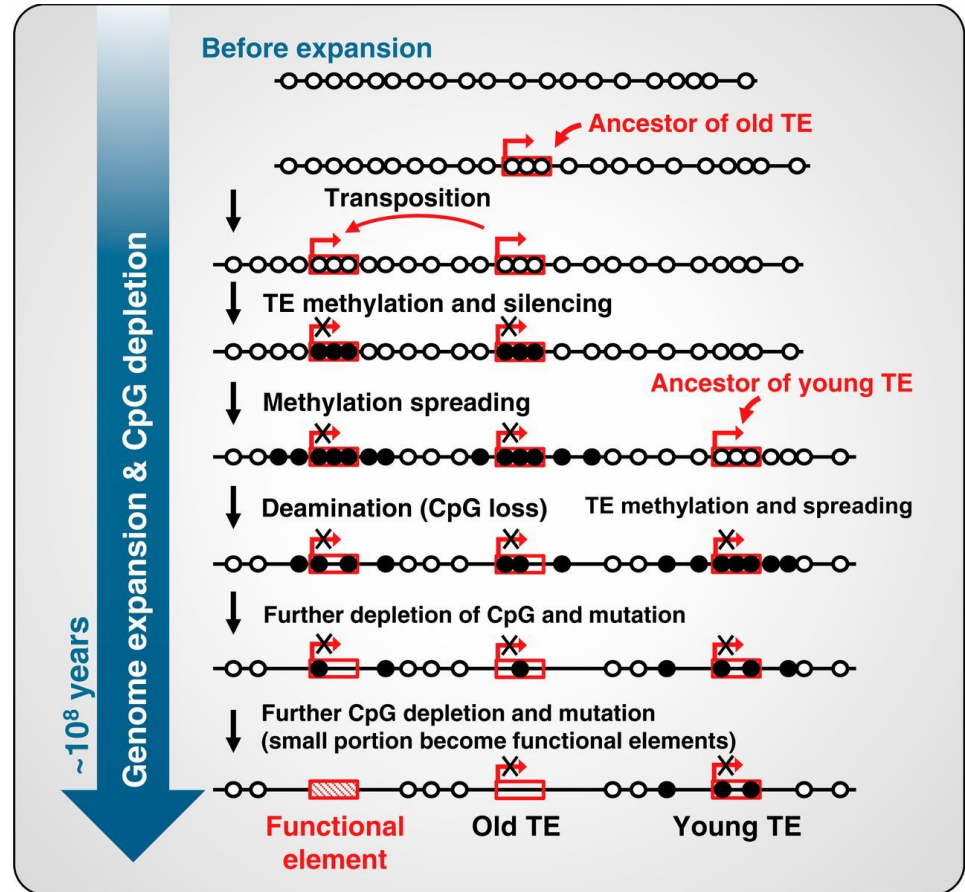 Before expansion
Ancestor of old TE
Transposition
TE methylation and silencing
Ancestor of young TE
Methylation spreading
Deamination (CpG loss)
TE methylation and spreading
Further depletion of CpG and mutation
Further CpG depletion and mutation
(small portion become functional elements)
Functional
element
Old TE
Young TE
Genome expansion & CpG depletion
~10⁸ years